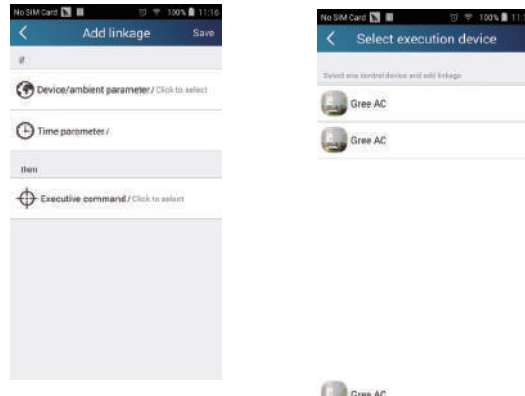 No SIM Card 100% 11:16
Add linkage Save
if
Device/ambient parameter / Click to select
Time parameter /
then
Executive command / Click to select
No SIM Card 100%
Select execution device
Select one control device and add linkage
Gree AC
Gree AC
Gree AC